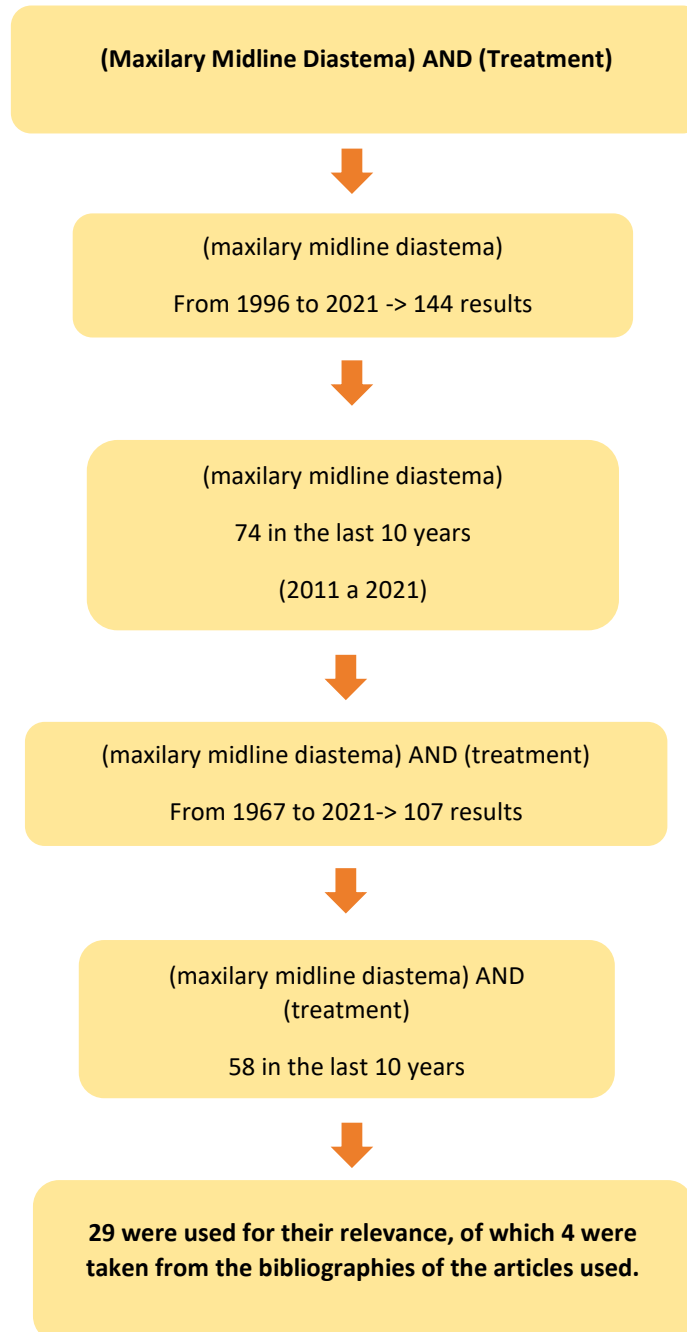 (Maxilary Midline Diastema) AND (Treatment)
(maxilary midline diastema)
From 1996 to 2021 -> 144 results
(maxilary midline diastema)
74 in the last 10 years
(2011 a 2021)
(maxilary midline diastema) AND (treatment)
From 1967 to 2021-> 107 results
(maxilary midline diastema) AND
(treatment)
58 in the last 10 years
29 were used for their relevance, of which 4 were
taken from the bibliographies of the articles used.